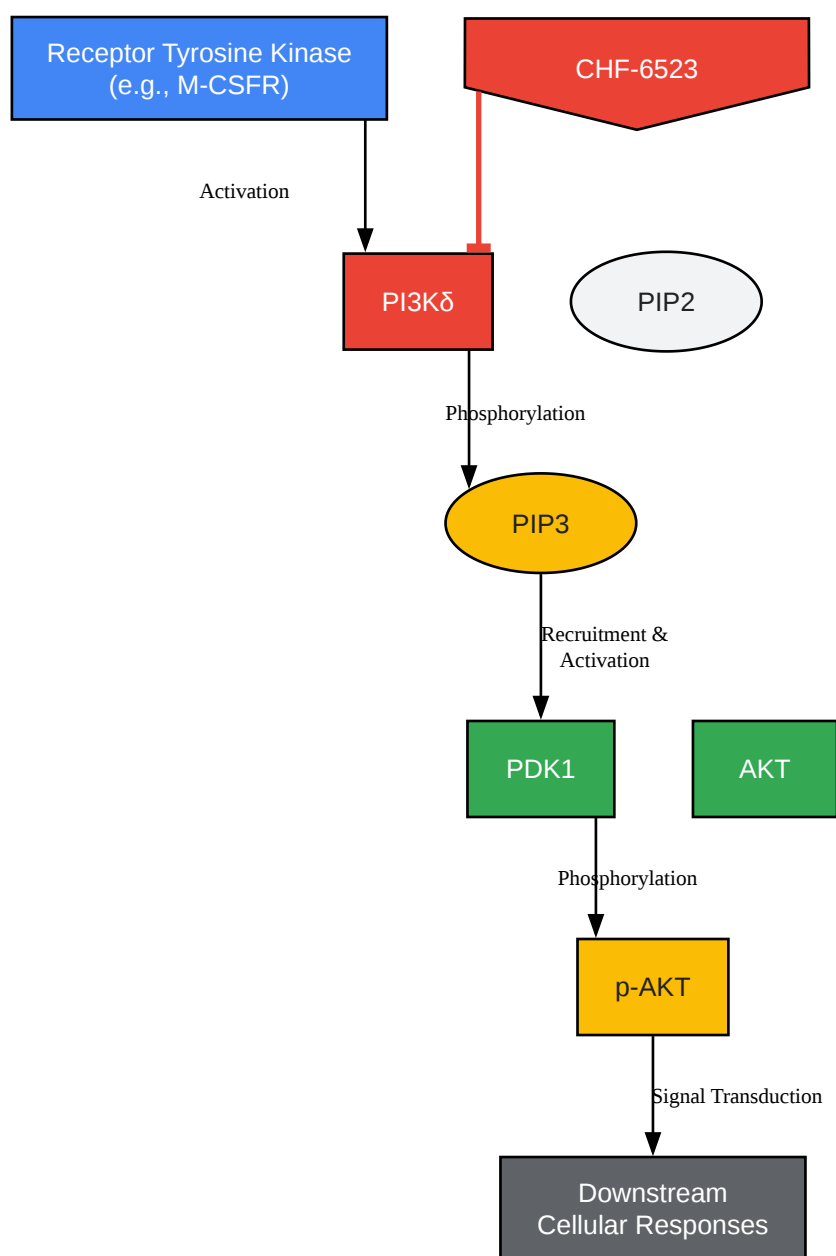 Receptor Tyrosine Kinase
(e.g., M-CSFR)
CHF-6523
Activation
PI3Kδ
PIP2
Phosphorylation
PIP3
Recruitment &
Activation
PDK1
AKT
Phosphorylation
p-AKT
Signal Transduction
Downstream
Cellular Responses